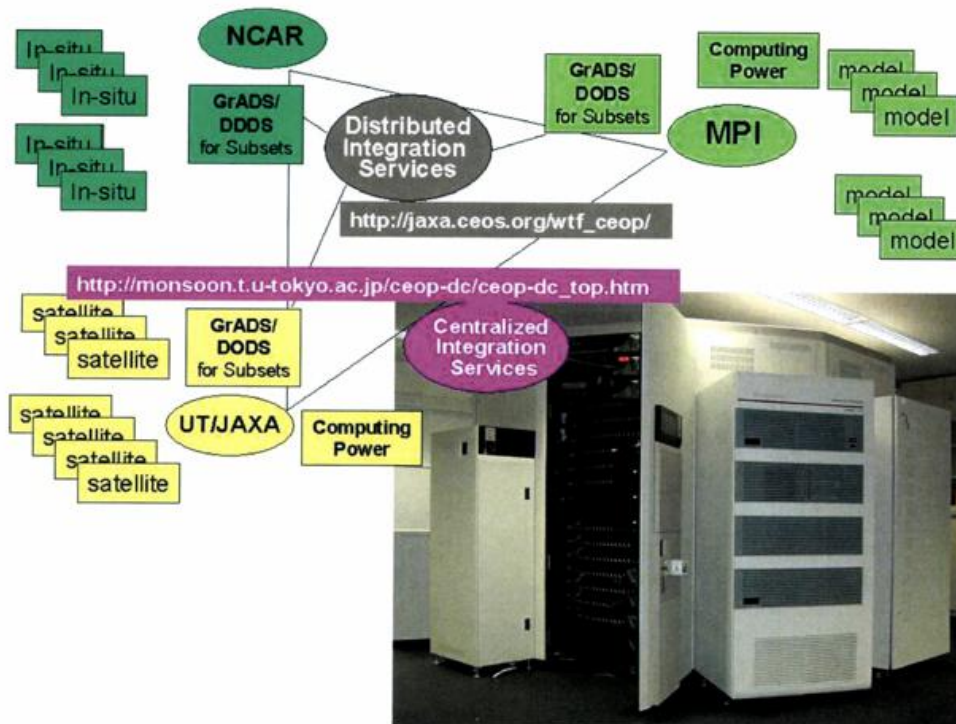 NCAR
In-situ
In-situ
In-situ
In-situ
In-situ
In-situ
GrADS/
DDDS
for Subsets
Distributed
Integration
Services
GrADS/
DODS
for Subsets
Computing
Power
MPI
model
model
model
model
model
model
http://jaxa.ceos.org/wtf_ceop/
http://monsoon.t.u-tokyo.ac.jp/ceop-dc/ceop-dc_top.htm
satellite
satellite
satellite
GrADS/
DODS
for Subsets
Centralized
Integration
Services
satellite
satellite
satellite
satellite
UT/JAXA
Computing
Power